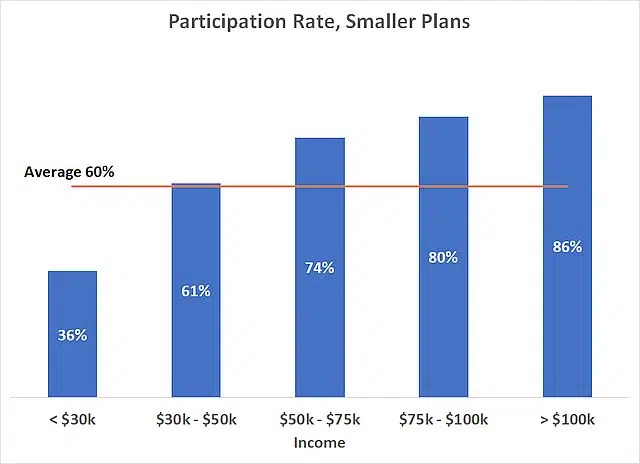 Participation Rate, Smaller Plans
Average 60%
36%
61%
74%
80%
86%
< $30k
$30k - $50k
$50k - $75k
$75k - $100k
> $100k
Income